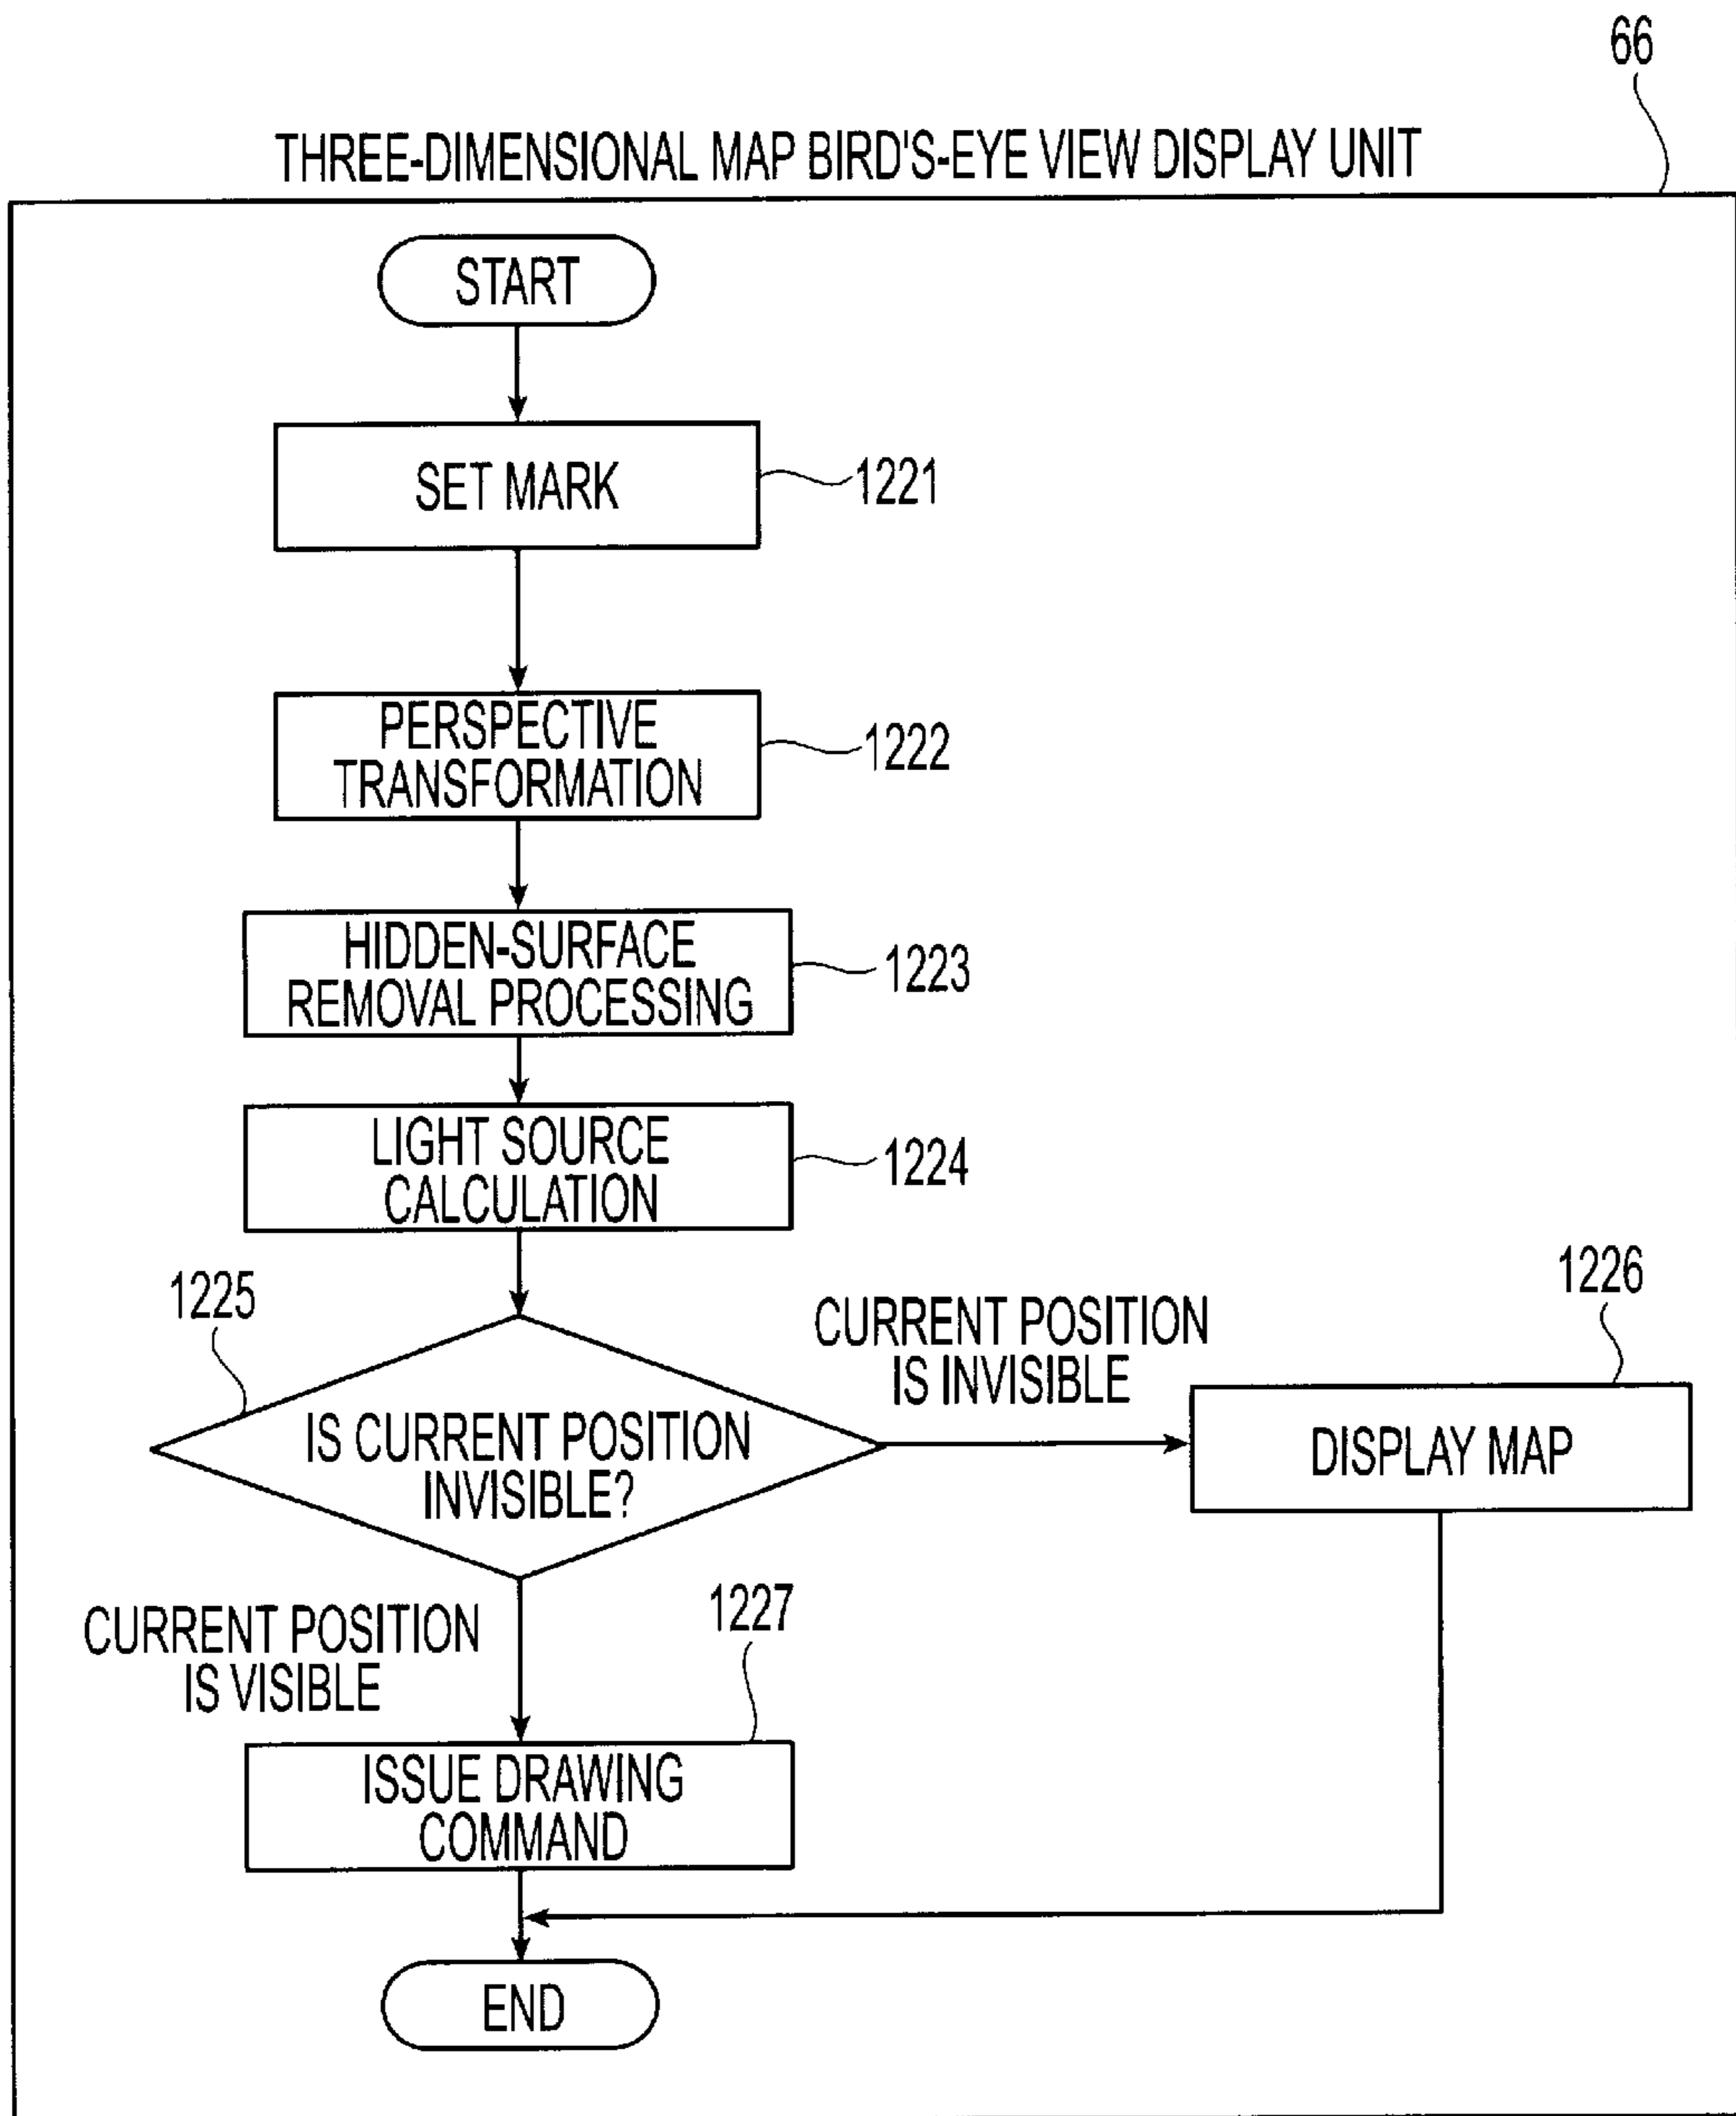 66
THREE-DIMENSIONAL MAP BIRD'S-EYE VIEW DISPLAY UNIT
START
SET MARK
1221
PERSPECTIVE
TRANSFORMATION
1222
HIDDEN-SURFACE
REMOVAL PROCESSING
1223
LIGHT SOURCE
CALCULATION
1224
1225
IS CURRENT POSITION
INVISIBLE?
CURRENT POSITION
IS INVISIBLE
1226
DISPLAY MAP
CURRENT POSITION
IS VISIBLE
1227
ISSUE DRAWING
COMMAND
END